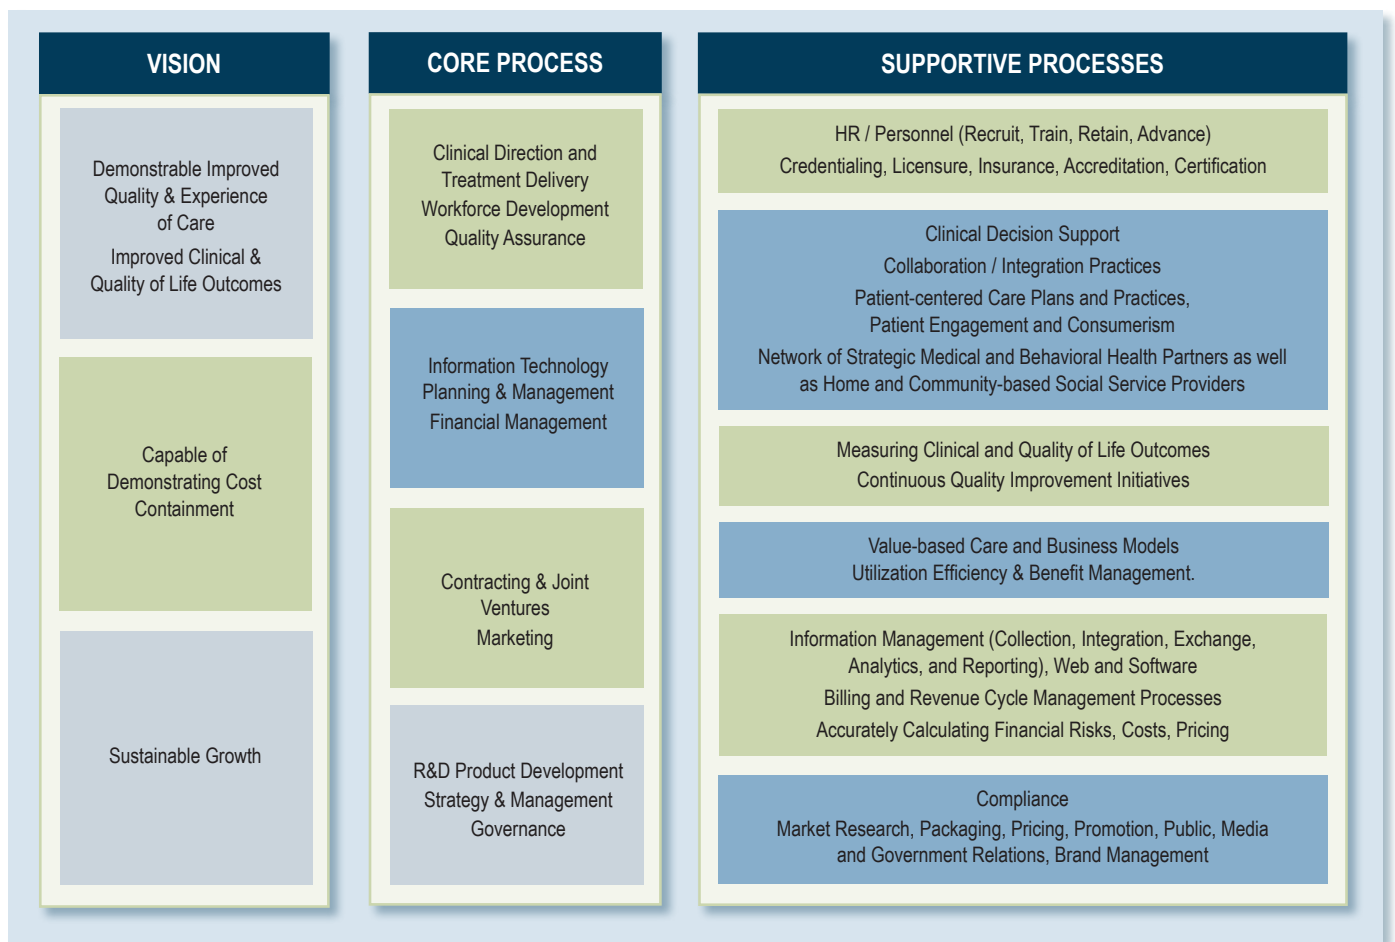 VISION
Demonstrable Improved
Quality & Experience
of Care
Improved Clinical &
Quality of Life Outcomes
Capable of
Demonstrating Cost
Containment
Sustainable Growth
CORE PROCESS
Clinical Direction and
Treatment Delivery
Workforce Development
Quality Assurance
Information Technology
Planning & Management
Financial Management
Contracting & Joint
Ventures
Marketing
R&D Product Development
Strategy & Management
Governance
SUPPORTIVE PROCESSES
HR / Personnel (Recruit, Train, Retain, Advance)
Credentialing, Licensure, Insurance, Accreditation, Certification
Clinical Decision Support
Collaboration / Integration Practices
Patient-centered Care Plans and Practices,
Patient Engagement and Consumerism
Network of Strategic Medical and Behavioral Health Partners as well
as Home and Community-based Social Service Providers
Measuring Clinical and Quality of Life Outcomes
Continuous Quality Improvement Initiatives
Value-based Care and Business Models
Utilization Efficiency & Benefit Management.
Information Management (Collection, Integration, Exchange,
Analytics, and Reporting), Web and Software
Billing and Revenue Cycle Management Processes
Accurately Calculating Financial Risks, Costs, Pricing
Compliance
Market Research, Packaging, Pricing, Promotion, Public, Media
and Government Relations, Brand Management